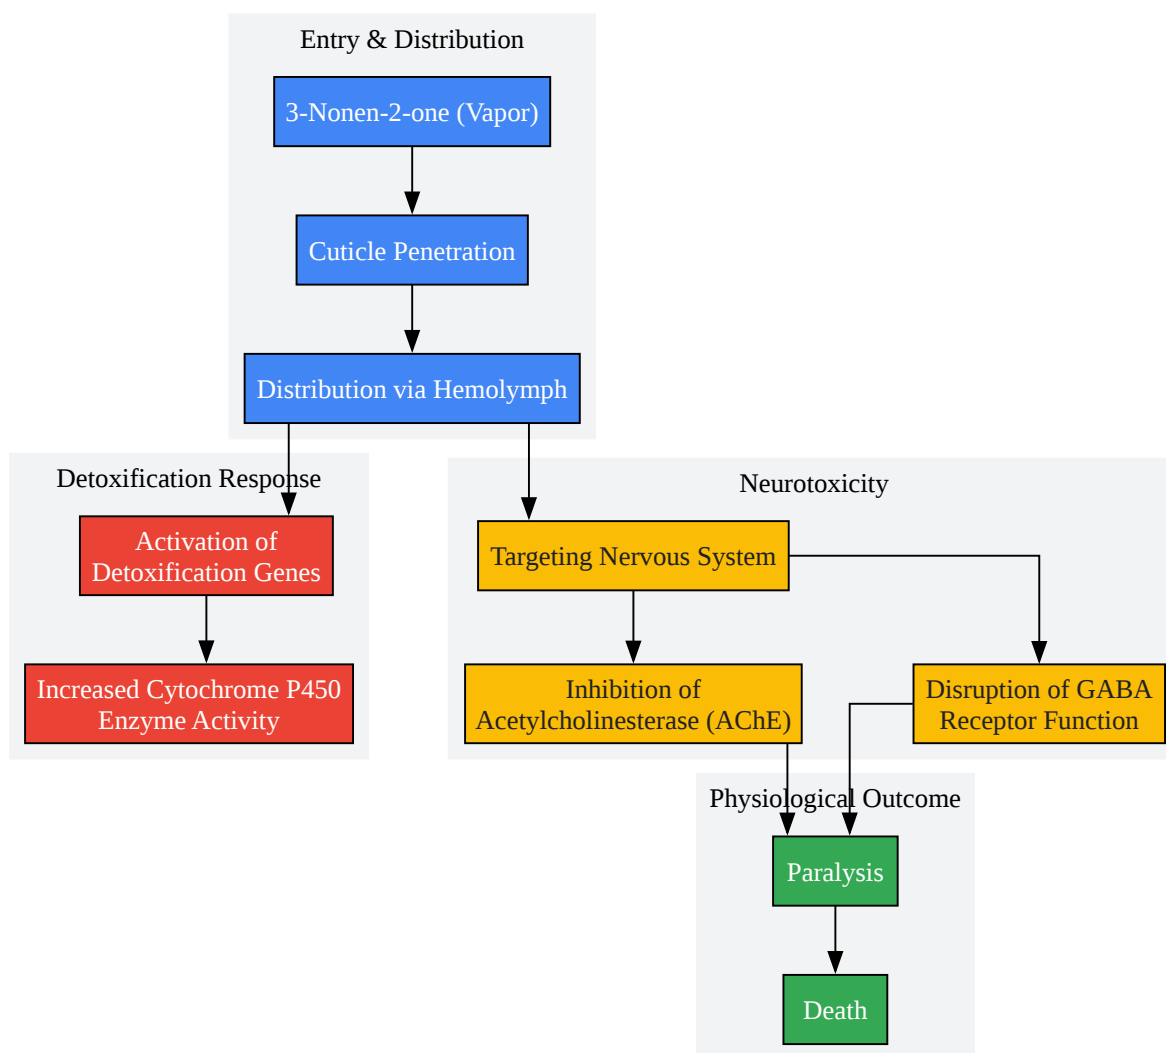 Entry & Distribution
3-Nonen-2-one (Vapor)
Cuticle Penetration
Distribution via Hemolymph
Detoxification Response
Activation of
Detoxification Genes
Increased Cytochrome P450
Enzyme Activity
Neurotoxicity
Targeting Nervous System
Inhibition of
Acetylcholinesterase (AChE)
Disruption of GABA
Receptor Function
Physiological Outcome
Paralysis
Death